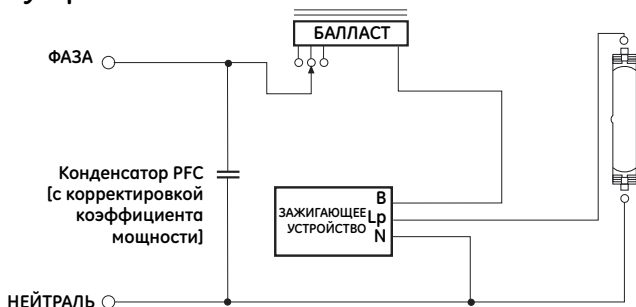 БАЛЛАСТ
ФАЗА
Конденсатор PFC
[с корректировкой
коэффициента
мощности]
ЗАЖИГАЮЩЕЕ
УСТРОЙСТВО
B
Lp
N
НЕЙТРАЛЬ